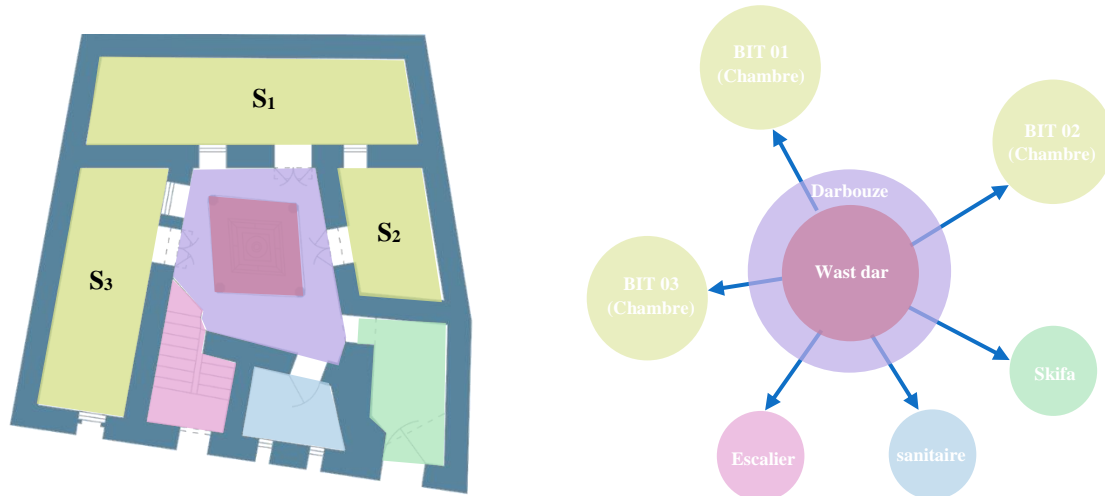 S1
S2
S3
BIT 01
(Chambre)
BIT 02
(Chambre)
Darbouze
Wast dar
BIT 03
(Chambre)
Skifa
Escalier
sanitaire